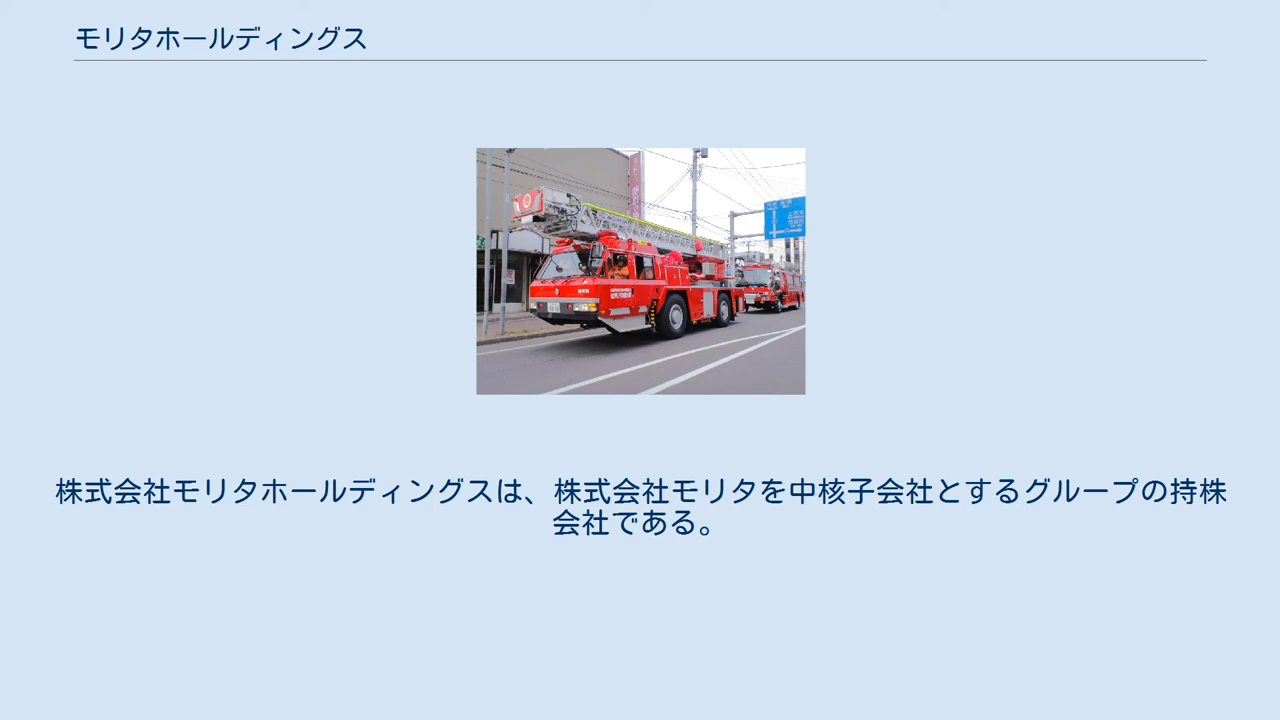 モリタホールディングス
株式会社モリタホールディングスは、株式会社モリタを中核子会社とするグループの持株
会社である。